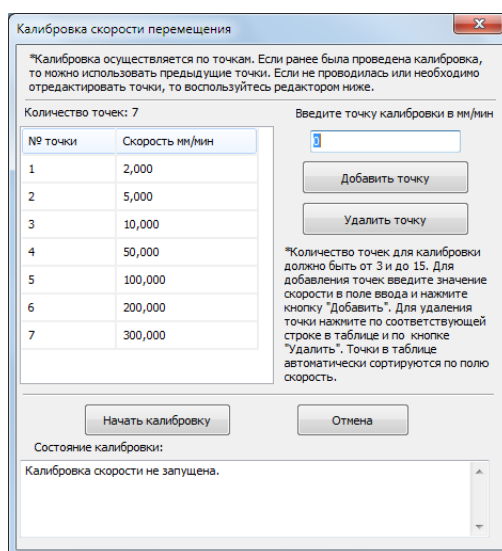 Калибровка скорости перемещения
*Калибровка осуществляется по точкам. Если ранее была проведена калибровка,
то можно использовать предыдущие точки. Если не проводилась или необходимо
отредактировать точки, то воспользуйтесь редактором ниже.
Количество точек: 7
№ точки Скорость мм/мин
1 2,000
2 5,000
3 10,000
4 50,000
5 100,000
6 200,000
7 300,000
Введите точку калибровки в мм/мин
0
Добавить точку
Удалить точку
*Количество точек для калибровки
должно быть от 3 и до 15. Для
добавления точек введите значение
скорости в поле ввода и нажмите
кнопку "Добавить". Для удаления
точки нажмите по соответствующей
строке в таблице и по кнопке
"Удалить". Точки в таблице
автоматически сортируются по полю
скорость.
Начать калибровку
Отмена
Состояние калибровки:
Калибровка скорости не запущена.